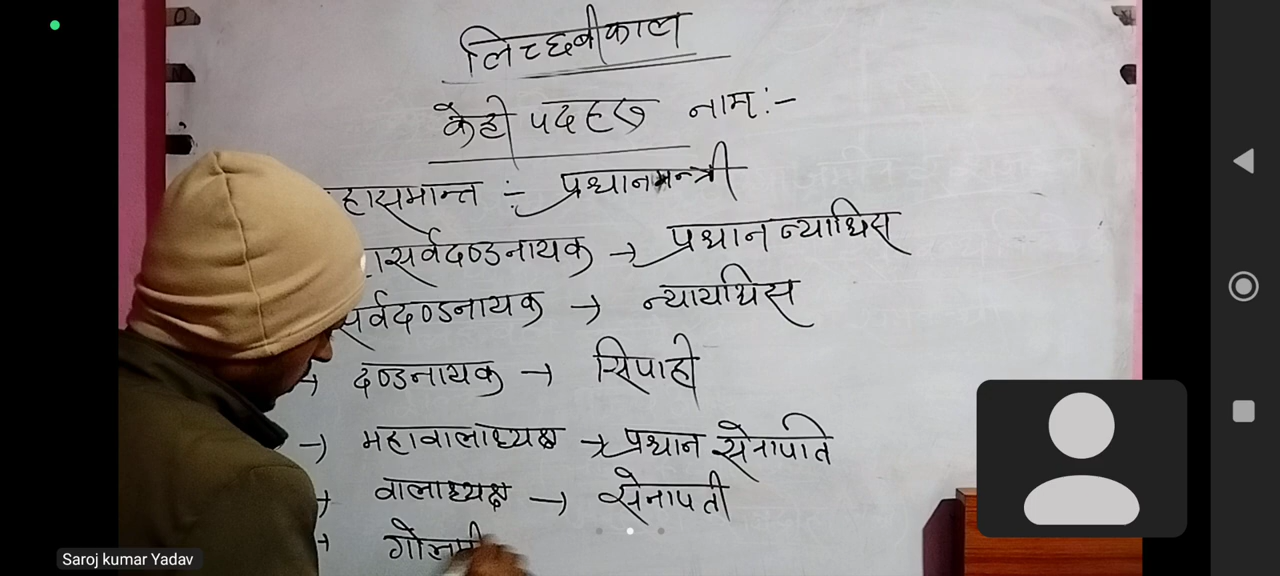 लिच्छवीकाल
केही पदहरु नाम :-
हासमान्त ÷ प्रधानमन्त्री
ासर्वदण्डनायक → प्रधान न्याधिस
सर्वदण्डनायक → न्यायधिस
→ दण्डनायक → सिपाही
→ महावालाध्यक्ष → प्रधान सेनापति
→ वालाध्यक्ष → सेनापती
→
Saroj kumar Yadav